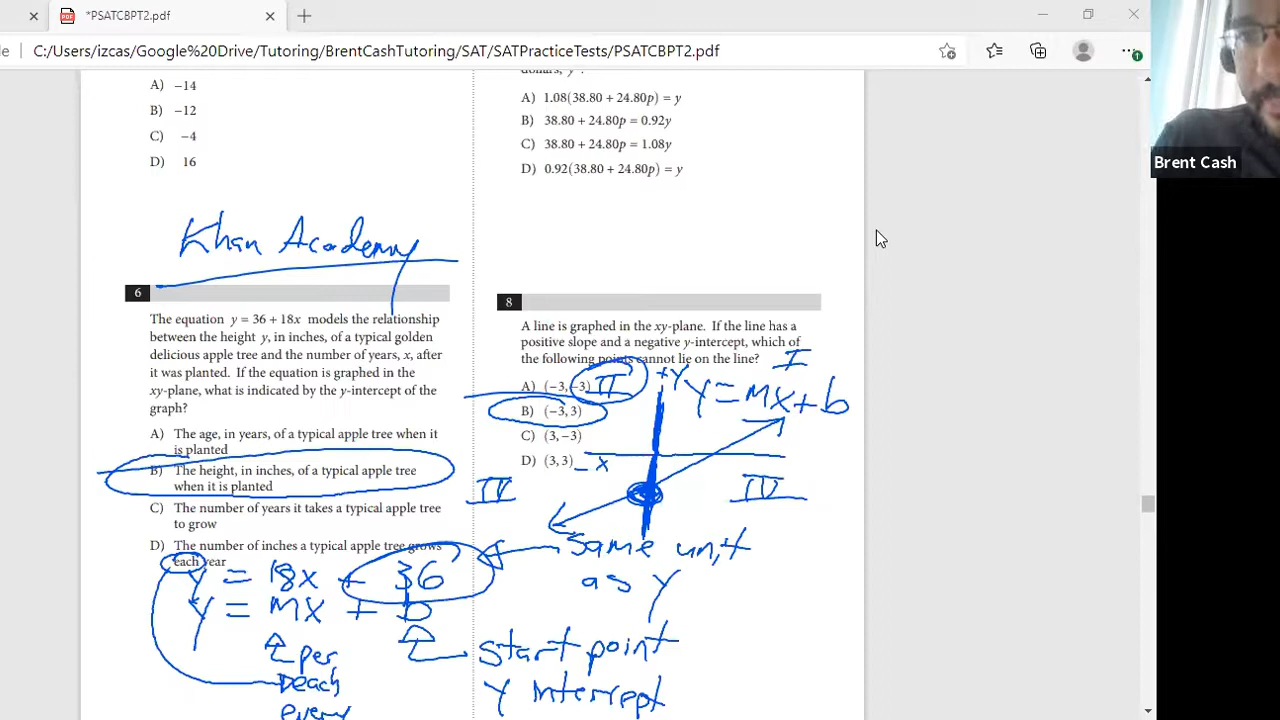 *PSATCBPT2.pdf
C:/Users/izcas/Google%20Drive/Tutoring/BrentCashTutoring/SAT/SATPracticeTests/PSATCBPT2.pdf
Brent Cash
A) −14
B) −12
C) −4
D) 16
Khan Academy
6
The equation y = 36 + 18x models the relationship
between the height y, in inches, of a typical golden
delicious apple tree and the number of years, x, after
it was planted. If the equation is graphed in the
xy-plane, what is indicated by the y-intercept of the
graph?
A) The age, in years, of a typical apple tree when it
is planted
B) The height, in inches, of a typical apple tree
when it is planted
C) The number of years it takes a typical apple tree
to grow
D) The number of inches a typical apple tree grows
each year
Y = 18x + 36
Y = MX + b
per
each
every
A) 1.08(38.80 + 24.80p) = y
B) 38.80 + 24.80p = 0.92y
C) 38.80 + 24.80p = 1.08y
D) 0.92(38.80 + 24.80p) = y
8
A line is graphed in the xy-plane. If the line has a
positive slope and a negative y-intercept, which of
the following points cannot lie on the line?
A) (−3, −3)
B) (−3, 3)
C) (3, −3)
D) (3, 3)
II
+Y
I
Y = MX + b
−x
IV
IV
same unit
as Y
start point
Y Intercept